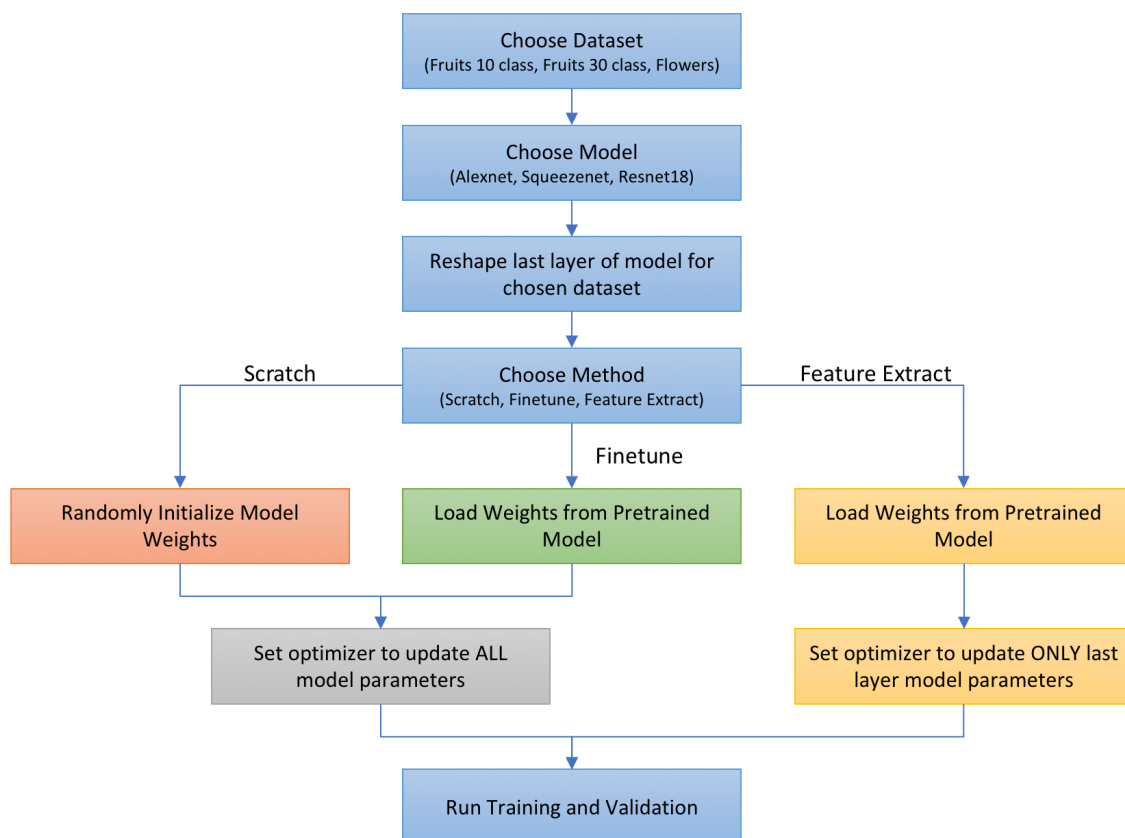 Choose Dataset
(Fruits 10 class, Fruits 30 class, Flowers)
Choose Model
(Alexnet, Squeezenet, Resnet18)
Reshape last layer of model for
chosen dataset
Scratch
Choose Method
(Scratch, Finetune, Feature Extract)
Feature Extract
Finetune
Randomly Initialize Model
Weights
Load Weights from Pretrained
Model
Load Weights from Pretrained
Model
Set optimizer to update ALL
model parameters
Set optimizer to update ONLY last
layer model parameters
Run Training and Validation